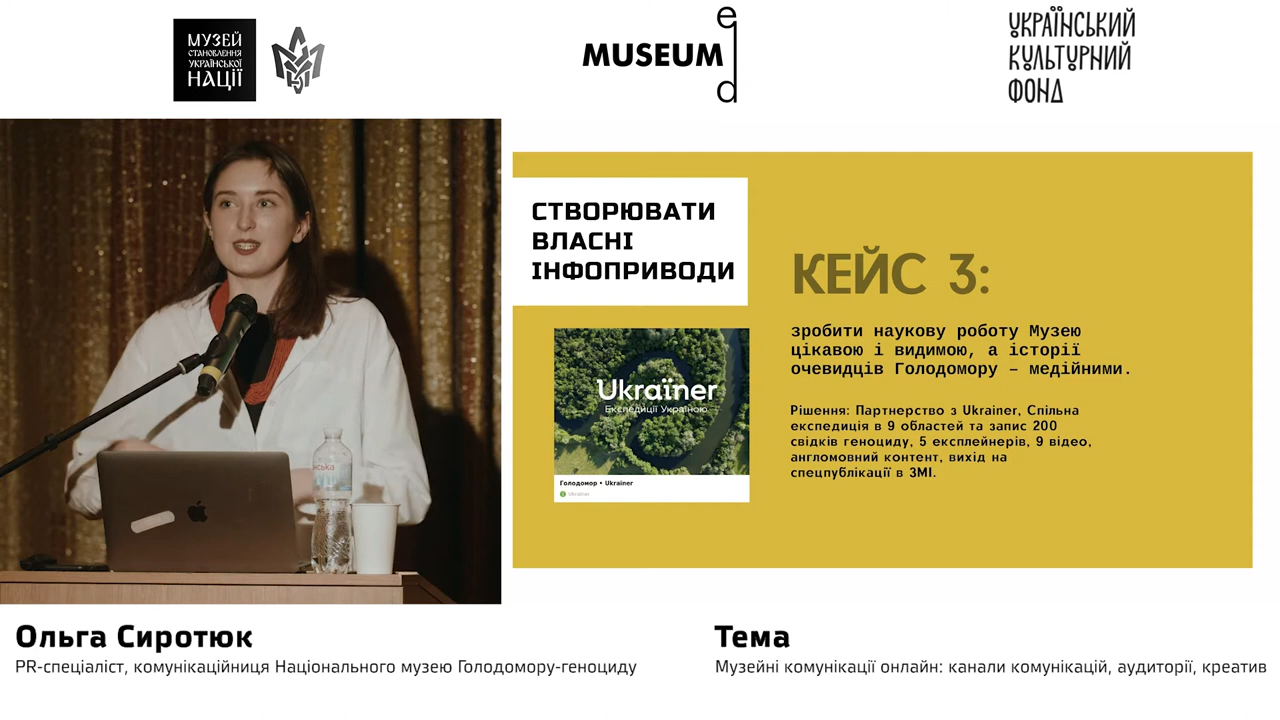 МУЗЕЙ
СТАНОВЛЕННЯ
УКРАЇНСЬКОЇ
НАЦІЇ
MUSEUM
ed
УКРАЇНСЬКИЙ
КУЛЬТУРНИЙ
ФОНД
СТВОРЮВАТИ
ВЛАСНІ
ІНФОПРИВОДИ
Ukraïner
Експедиції Україною
Голодомор • Ukraïner
Ukraïner
КЕЙС 3:
зробити наукову роботу Музею
цікавою і видимою, а історії
очевидців Голодомору – медійними.
Рішення: Партнерство з Ukrainer, Спільна
експедиція в 9 областей та запис 200
свідків геноциду, 5 експлейнерів, 9 відео,
англомовний контент, вихід на
спецпублікації в ЗМІ.
Ольга Сиротюк
PR-спеціаліст, комунікаційниця Національного музею Голодомору-геноциду
Тема
Музейні комунікації онлайн: канали комунікацій, аудиторії, креатив